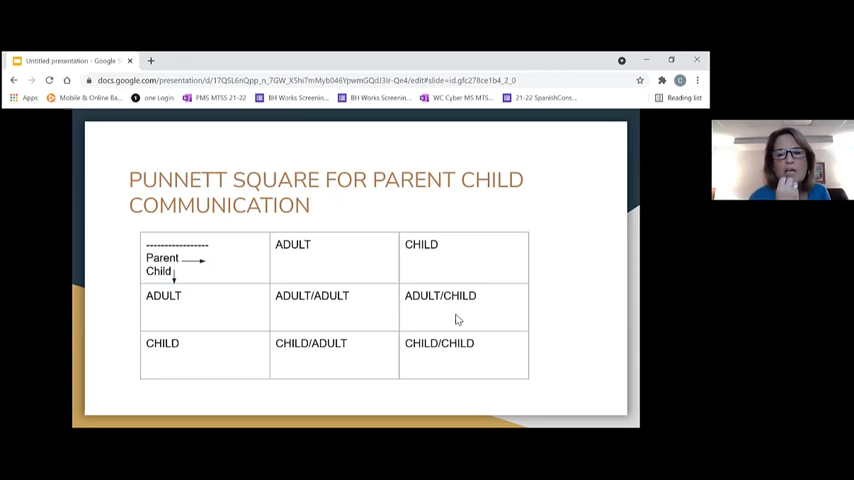 Untitled presentation - Google S
docs.google.com/presentation/d/17QSL6nQpp_n_7GW_X5hi7mMyb046YpwmGQdJ3Ir-Qe4/edit#slide=id.gfc278ce1b4_2_0
Apps Mobile & Online Ba... one Login PMS MTSS 21-22 BH Works Screenin... BH Works Screenin... WC Cyber MS MTS... 21-22 SpanishCons... Reading list
PUNNETT SQUARE FOR PARENT CHILD
COMMUNICATION
-----------------
Parent
Child
ADULT
CHILD
ADULT
ADULT/ADULT
ADULT/CHILD
CHILD
CHILD/ADULT
CHILD/CHILD